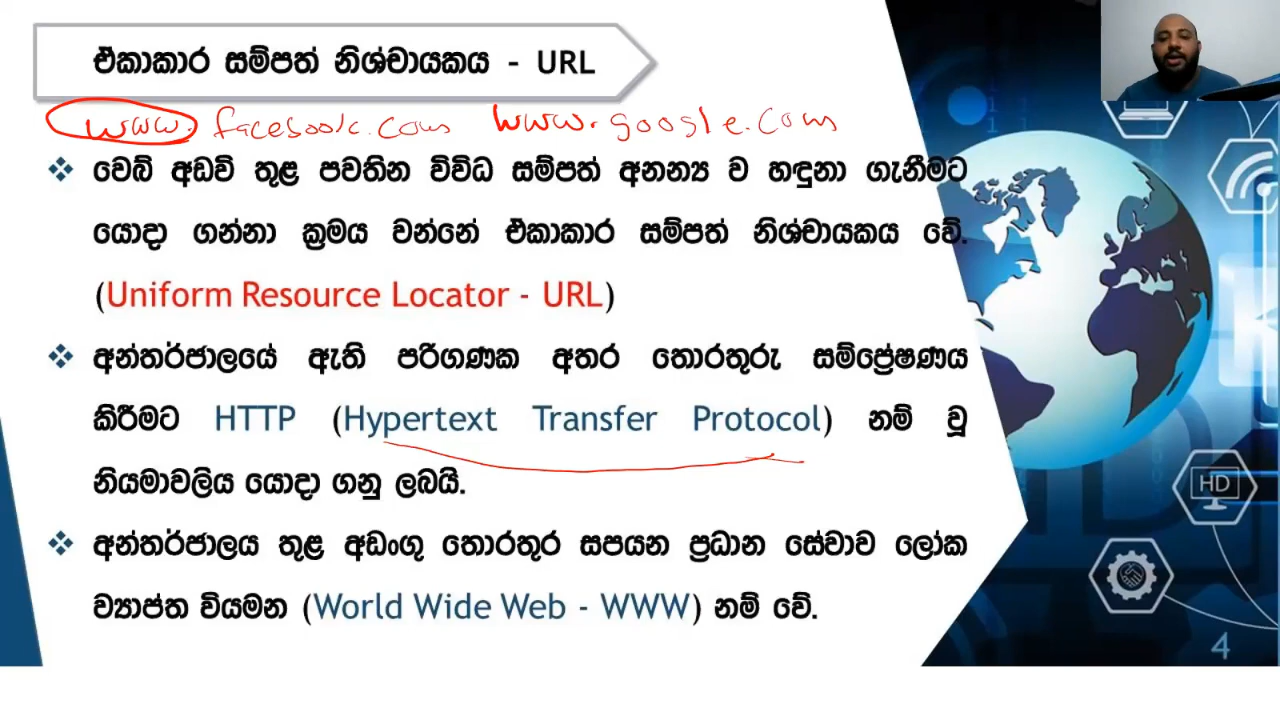 ඒකාකාර සම්පත් නිශ්චායකය - URL
www. facebook.com www.google.com
❖ වෙබ් අඩවි තුළ පවතින විවිධ සම්පත් අනන්‍ය ව හඳුනා ගැනීමට
යොදා ගන්නා ක්‍රමය වන්නේ ඒකාකාර සම්පත් නිශ්චායකය වේ.
(Uniform Resource Locator - URL)
❖ අන්තර්ජාලයේ ඇති පරිගණක අතර තොරතුරු සම්ප්‍රේෂණය
කිරීමට HTTP (Hypertext Transfer Protocol) නම් වූ
නියමාවලිය යොදා ගනු ලබයි.
❖ අන්තර්ජාලය තුළ අඩංගු තොරතුර සපයන ප්‍රධාන සේවාව ලෝක
ව්‍යාප්ත වියමන (World Wide Web - WWW) නම් වේ.
HD
4